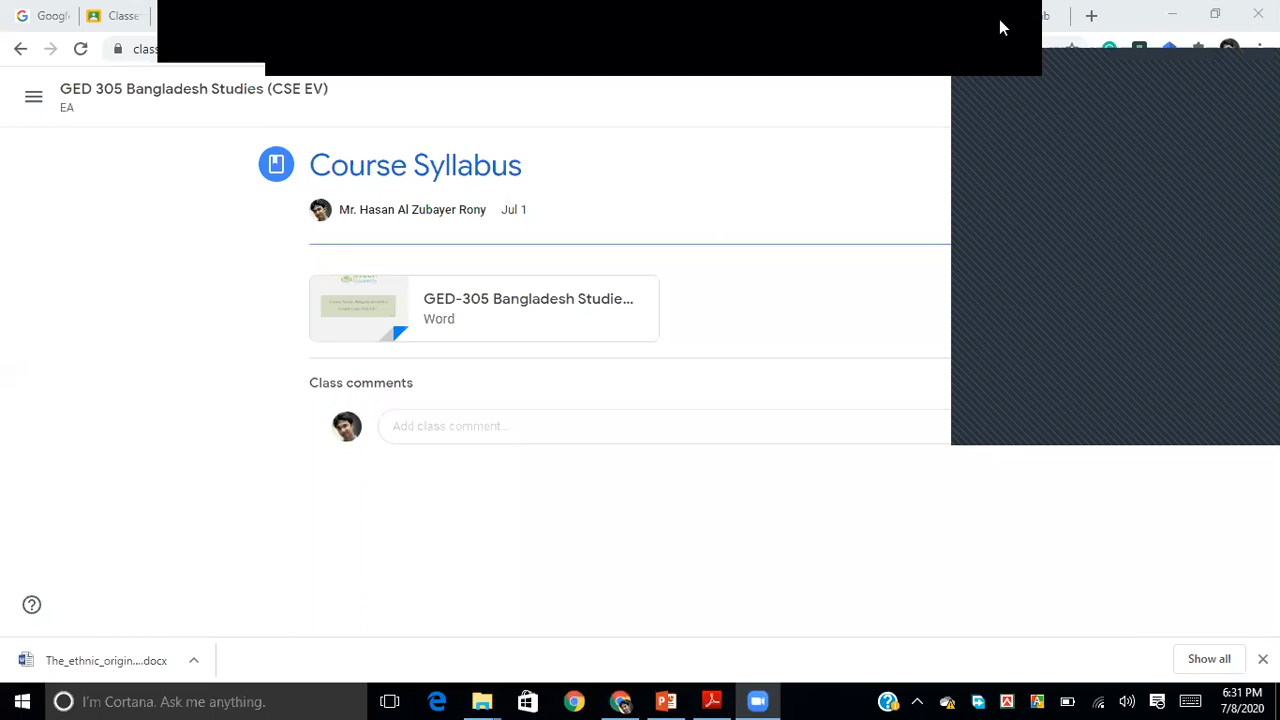 Googl
Classe
ab
clas
GED 305 Bangladesh Studies (CSE EV)
EA
Course Syllabus
Mr. Hasan Al Zubayer Rony Jul 1
GED-305 Bangladesh Studie...
Word
Class comments
Add class comment...
The_ethnic_origin....docx
Show all
I'm Cortana. Ask me anything.
6:31 PM
7/8/2020